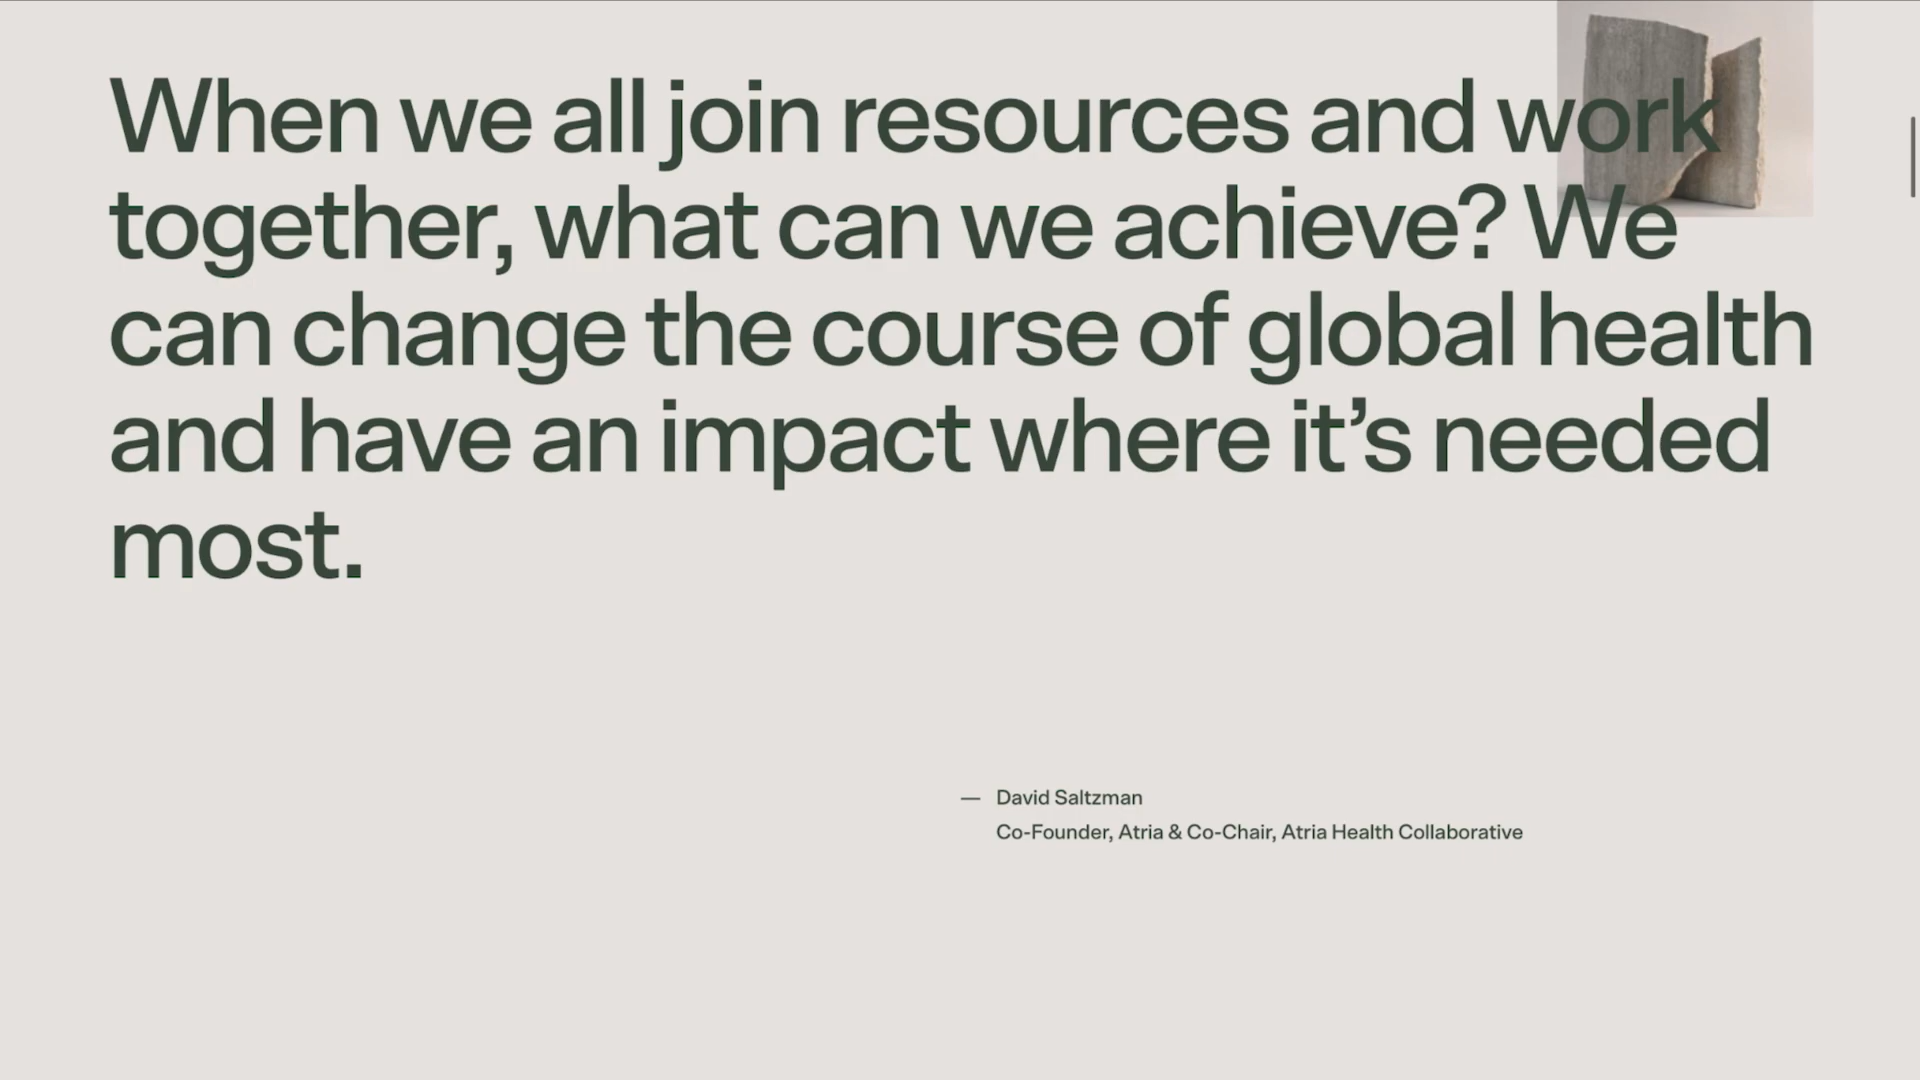 When we all join resources and work
together, what can we achieve? We
can change the course of global health
and have an impact where it’s needed
most.
— David Saltzman
Co-Founder, Atria & Co-Chair, Atria Health Collaborative